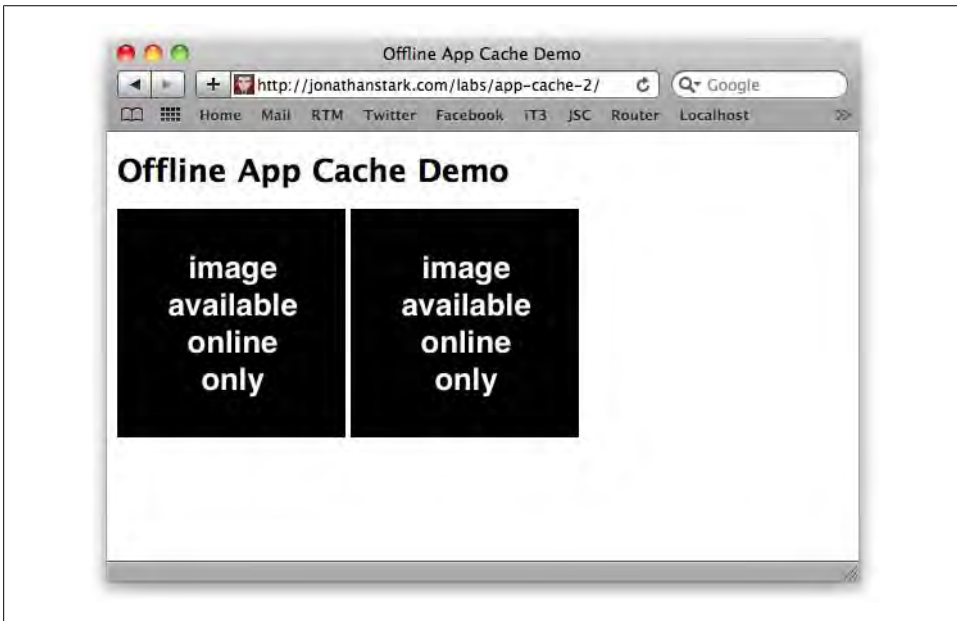 Offline App Cache Demo
http://jonathanstark.com/labs/app-cache-2/
Google
Home Mail RTM Twitter Facebook iT3 JSC Router Localhost
Offline App Cache Demo
image
available
online
only
image
available
online
only